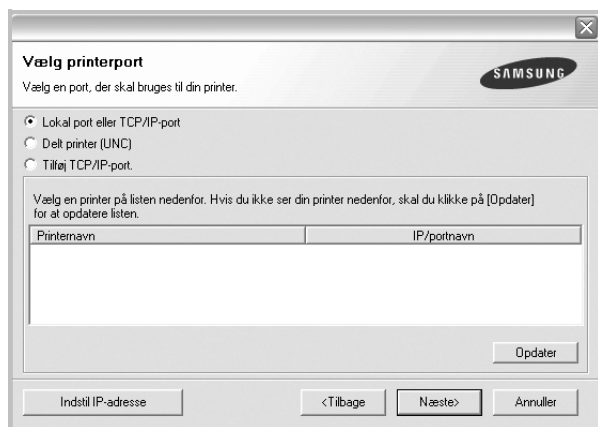 Vælg printerport
Vælg en port, der skal bruges til din printer.
SAMSUNG
Lokal port eller TCP/IP-port
Delt printer (UNC)
Tilføj TCP/IP-port.
Vælg en printer på listen nedenfor. Hvis du ikke ser din printer nedenfor, skal du klikke på [Opdater]
for at opdatere listen.
Printernavn IP/portnavn
Opdater
Indstil IP-adresse <Tilbage Næste> Annuller